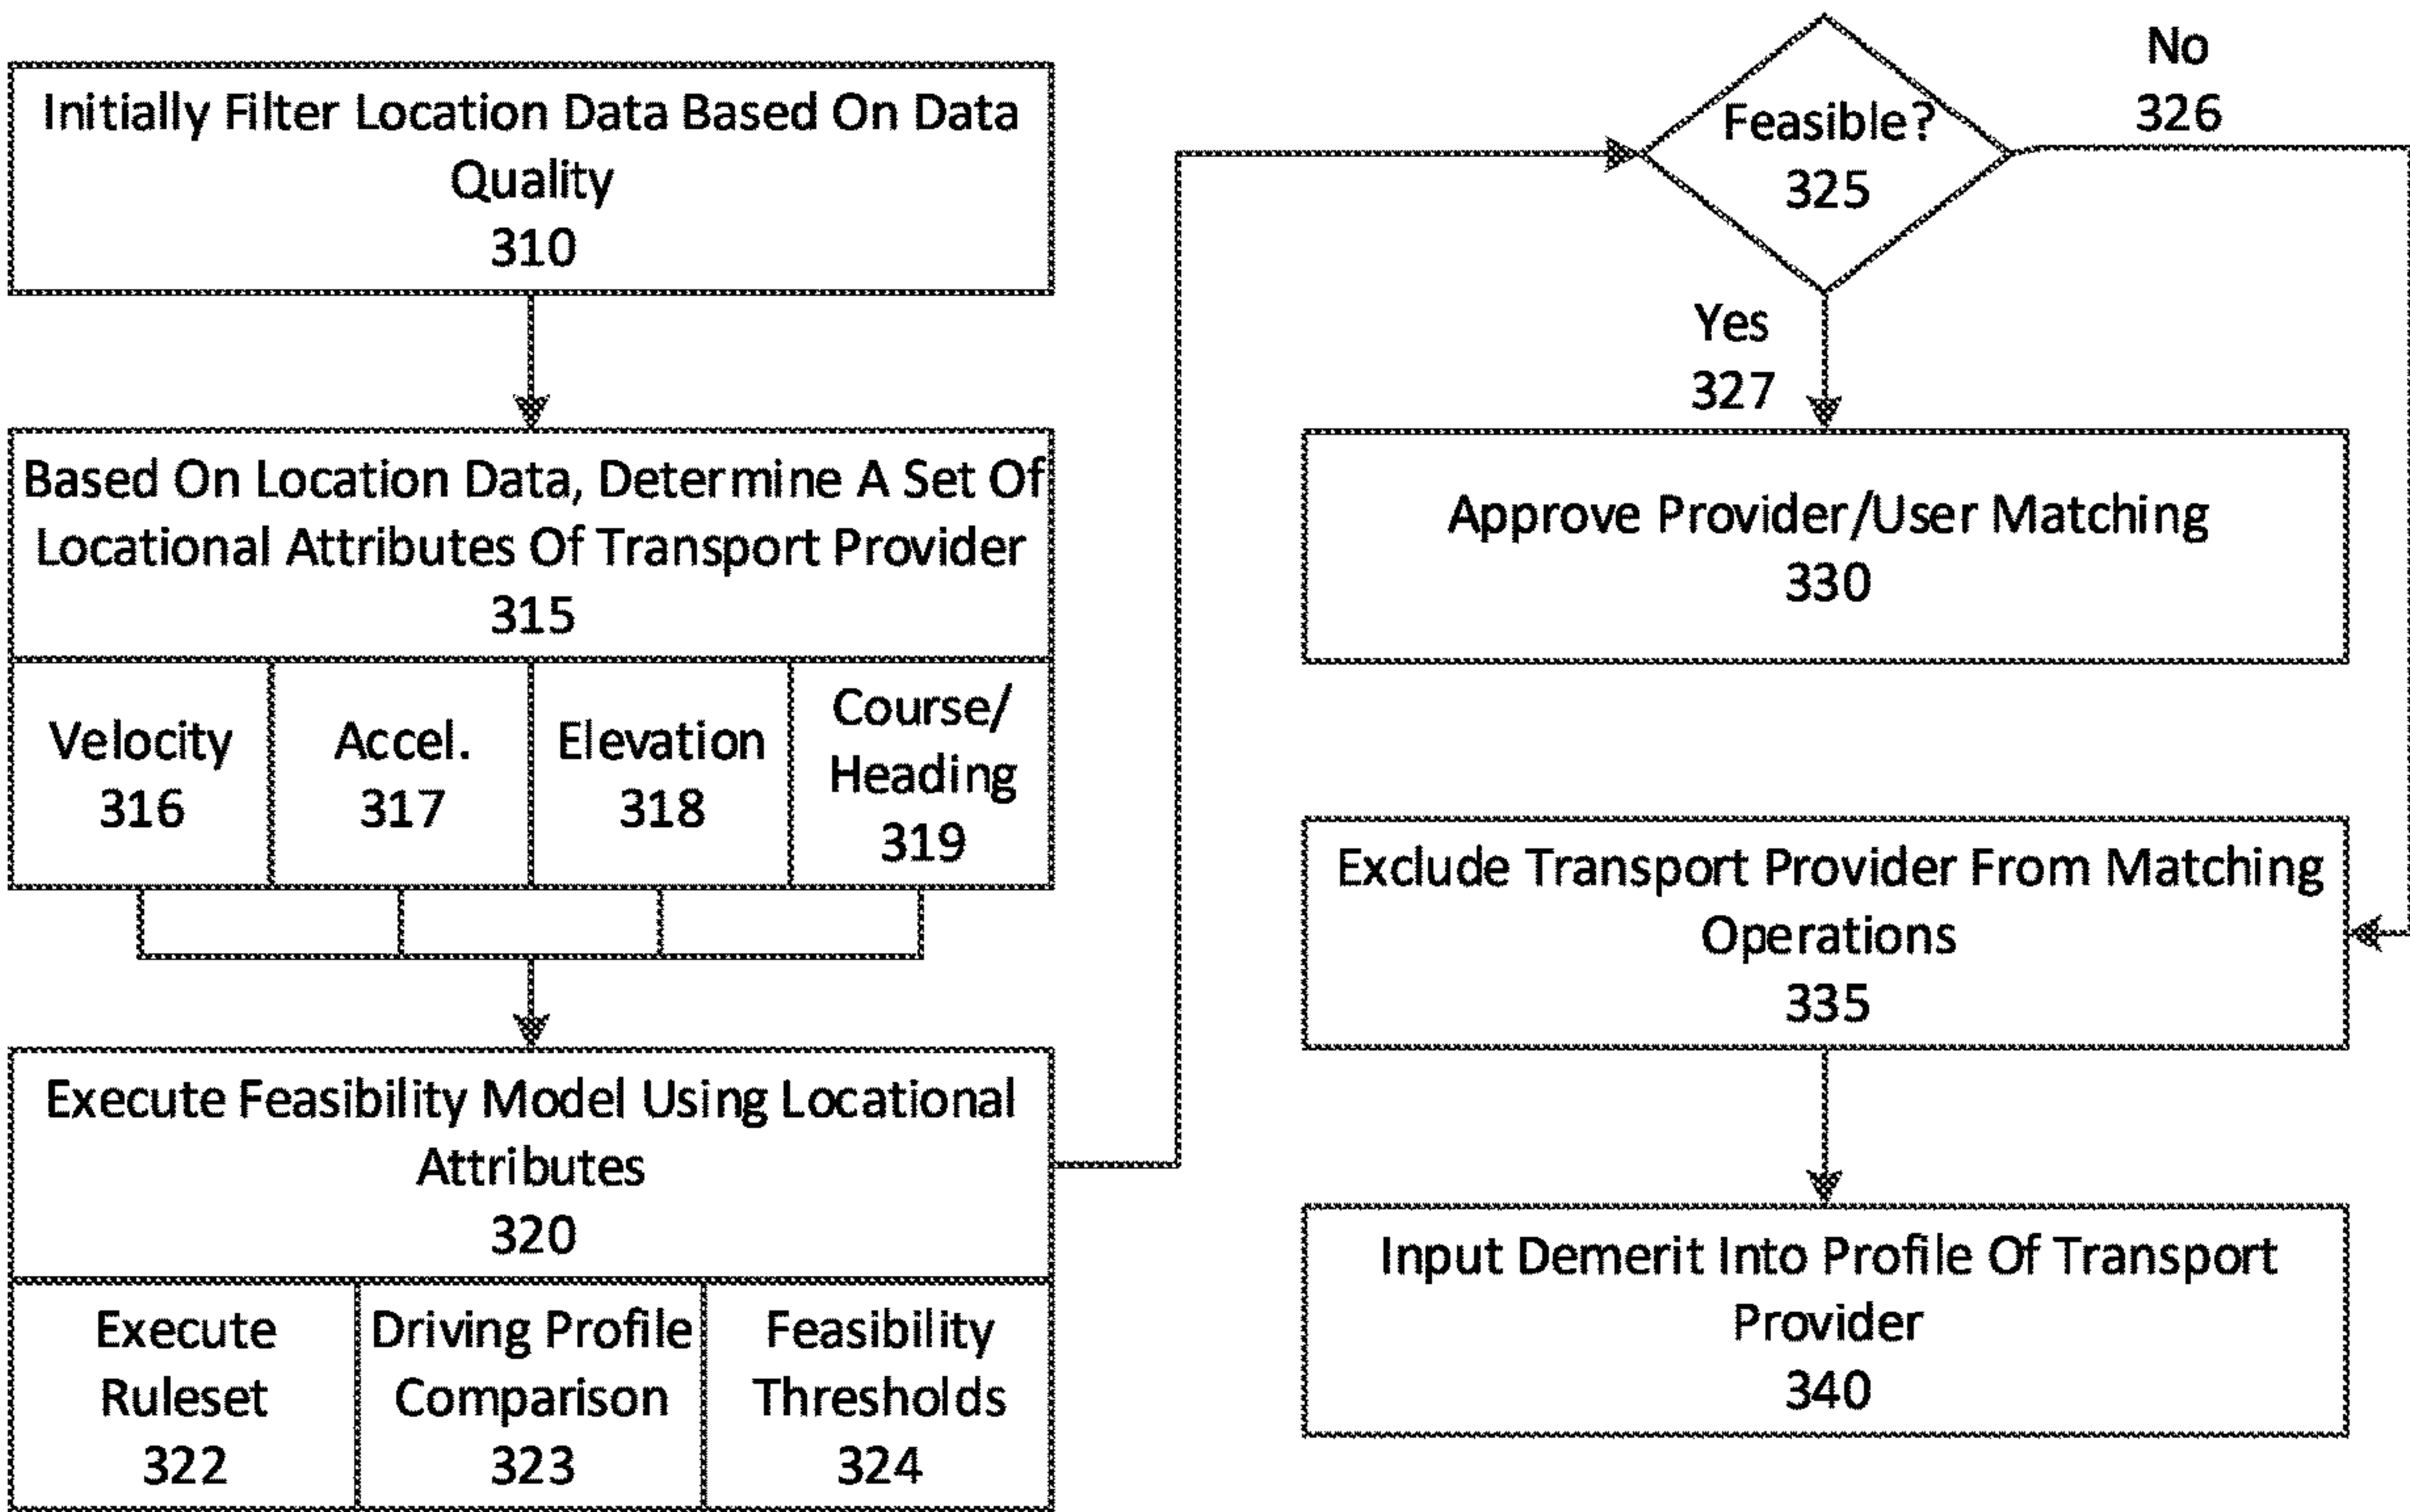 Initially Filter Location Data Based On Data
Quality
310
Based On Location Data, Determine A Set Of
Locational Attributes Of Transport Provider
315
Velocity
316
Accel.
317
Elevation
318
Course/
Heading
319
Execute Feasibility Model Using Locational
Attributes
320
Execute
Ruleset
322
Driving Profile
Comparison
323
Feasibility
Thresholds
324
Feasible?
325
No
326
Yes
327
Approve Provider/User Matching
330
Exclude Transport Provider From Matching
Operations
335
Input Demerit Into Profile Of Transport
Provider
340